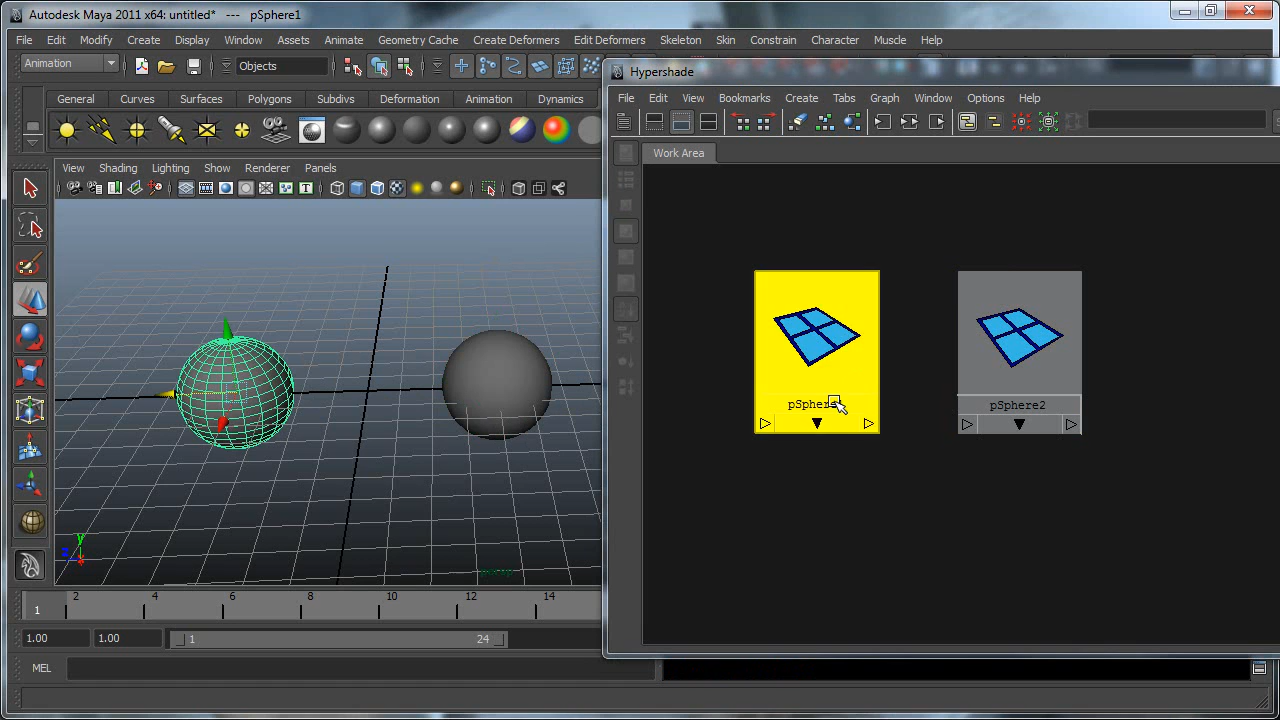 Autodesk Maya 2011 x64: untitled* --- pSphere1
File Edit Modify Create Display Window Assets Animate Geometry Cache Create Deformers Edit Deformers Skeleton Skin Constrain Character Muscle Help
Animation Objects
General Curves Surfaces Polygons Subdivs Deformation Animation Dynamics
View Shading Lighting Show Renderer Panels
T
y
z
x
persp
1 2 4 6 8 10 12 14
1.00 1.00 1 24
MEL
Hypershade
File Edit View Bookmarks Create Tabs Graph Window Options Help
Work Area
pSphere
pSphere2